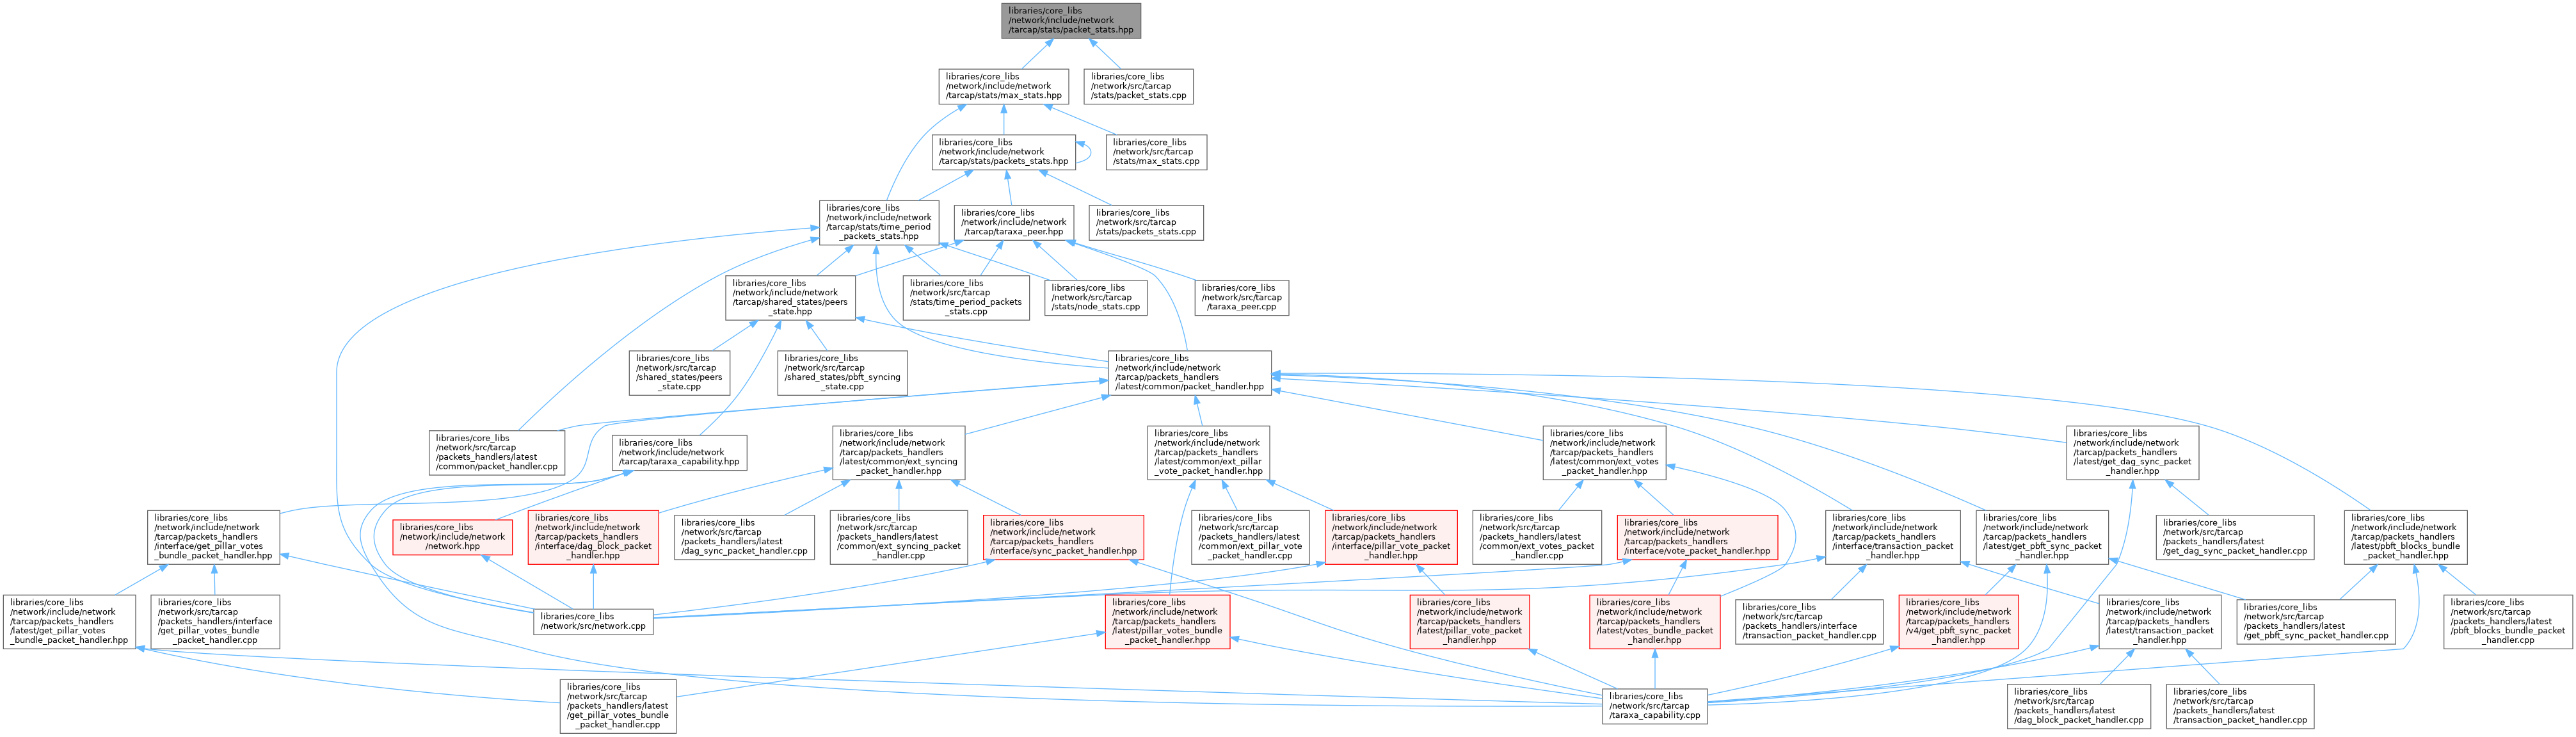 libraries/core_libs
/network/include/network
/tarcap/stats/packet_stats.hpp
libraries/core_libs
/network/include/network
/tarcap/stats/max_stats.hpp
libraries/core_libs
/network/src/tarcap
/stats/packet_stats.cpp
libraries/core_libs
/network/include/network
/tarcap/stats/packets_stats.hpp
libraries/core_libs
/network/src/tarcap
/stats/max_stats.cpp
libraries/core_libs
/network/include/network
/tarcap/stats/time_period
_packets_stats.hpp
libraries/core_libs
/network/include/network
/tarcap/taraxa_peer.hpp
libraries/core_libs
/network/src/tarcap
/stats/packets_stats.cpp
libraries/core_libs
/network/include/network
/tarcap/shared_states/peers
_state.hpp
libraries/core_libs
/network/src/tarcap
/stats/time_period_packets
_stats.cpp
libraries/core_libs
/network/src/tarcap
/stats/node_stats.cpp
libraries/core_libs
/network/src/tarcap
/taraxa_peer.cpp
libraries/core_libs
/network/src/tarcap
/shared_states/peers
_state.cpp
libraries/core_libs
/network/src/tarcap
/shared_states/pbft_syncing
_state.cpp
libraries/core_libs
/network/include/network
/tarcap/packets_handlers
/latest/common/packet_handler.hpp
libraries/core_libs
/network/src/tarcap
/packets_handlers/latest
/common/packet_handler.cpp
libraries/core_libs
/network/include/network
/tarcap/taraxa_capability.hpp
libraries/core_libs
/network/include/network
/tarcap/packets_handlers
/latest/common/ext_syncing
_packet_handler.hpp
libraries/core_libs
/network/include/network
/tarcap/packets_handlers
/latest/common/ext_pillar
_vote_packet_handler.hpp
libraries/core_libs
/network/include/network
/tarcap/packets_handlers
/latest/common/ext_votes
_packet_handler.hpp
libraries/core_libs
/network/include/network
/tarcap/packets_handlers
/latest/get_dag_sync_packet
_handler.hpp
libraries/core_libs
/network/include/network
/tarcap/packets_handlers
/interface/get_pillar_votes
_bundle_packet_handler.hpp
libraries/core_libs
/network/include/network
/network.hpp
libraries/core_libs
/network/include/network
/tarcap/packets_handlers
/interface/dag_block_packet
_handler.hpp
libraries/core_libs
/network/src/tarcap
/packets_handlers/latest
/dag_sync_packet_handler.cpp
libraries/core_libs
/network/src/tarcap
/packets_handlers/latest
/common/ext_syncing_packet
_handler.cpp
libraries/core_libs
/network/include/network
/tarcap/packets_handlers
/interface/sync_packet_handler.hpp
libraries/core_libs
/network/src/tarcap
/packets_handlers/latest
/common/ext_pillar_vote
_packet_handler.cpp
libraries/core_libs
/network/include/network
/tarcap/packets_handlers
/interface/pillar_vote_packet
_handler.hpp
libraries/core_libs
/network/src/tarcap
/packets_handlers/latest
/common/ext_votes_packet
_handler.cpp
libraries/core_libs
/network/include/network
/tarcap/packets_handlers
/interface/vote_packet_handler.hpp
libraries/core_libs
/network/include/network
/tarcap/packets_handlers
/interface/transaction_packet
_handler.hpp
libraries/core_libs
/network/include/network
/tarcap/packets_handlers
/latest/get_pbft_sync_packet
_handler.hpp
libraries/core_libs
/network/src/tarcap
/packets_handlers/latest
/get_dag_sync_packet_handler.cpp
libraries/core_libs
/network/include/network
/tarcap/packets_handlers
/latest/pbft_blocks_bundle
_packet_handler.hpp
libraries/core_libs
/network/include/network
/tarcap/packets_handlers
/latest/get_pillar_votes
_bundle_packet_handler.hpp
libraries/core_libs
/network/src/tarcap
/packets_handlers/interface
/get_pillar_votes_bundle
_packet_handler.cpp
libraries/core_libs
/network/src/network.cpp
libraries/core_libs
/network/include/network
/tarcap/packets_handlers
/latest/pillar_votes_bundle
_packet_handler.hpp
libraries/core_libs
/network/include/network
/tarcap/packets_handlers
/latest/pillar_vote_packet
_handler.hpp
libraries/core_libs
/network/include/network
/tarcap/packets_handlers
/latest/votes_bundle_packet
_handler.hpp
libraries/core_libs
/network/src/tarcap
/packets_handlers/interface
/transaction_packet_handler.cpp
libraries/core_libs
/network/include/network
/tarcap/packets_handlers
/v4/get_pbft_sync_packet
_handler.hpp
libraries/core_libs
/network/include/network
/tarcap/packets_handlers
/latest/transaction_packet
_handler.hpp
libraries/core_libs
/network/src/tarcap
/packets_handlers/latest
/get_pbft_sync_packet_handler.cpp
libraries/core_libs
/network/src/tarcap
/packets_handlers/latest
/pbft_blocks_bundle_packet
_handler.cpp
libraries/core_libs
/network/src/tarcap
/packets_handlers/latest
/get_pillar_votes_bundle
_packet_handler.cpp
libraries/core_libs
/network/src/tarcap
/taraxa_capability.cpp
libraries/core_libs
/network/src/tarcap
/packets_handlers/latest
/dag_block_packet_handler.cpp
libraries/core_libs
/network/src/tarcap
/packets_handlers/latest
/transaction_packet_handler.cpp